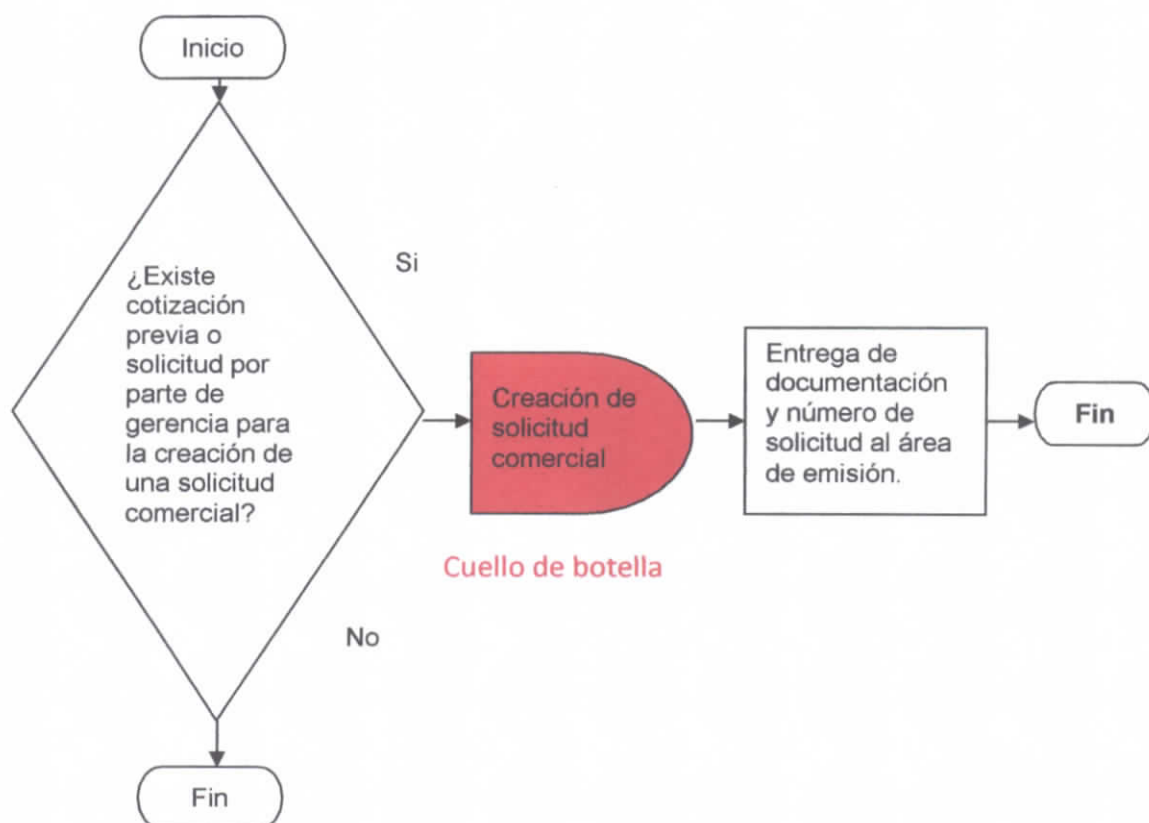 Inicio
¿Existe
cotización
previa o
solicitud por
parte de
gerencia para
la creación de
una solicitud
comercial?
Si
Creación de
solicitud
comercial
Entrega de
documentación
y número de
solicitud al área
de emisión.
Fin
Cuello de botella
No
Fin